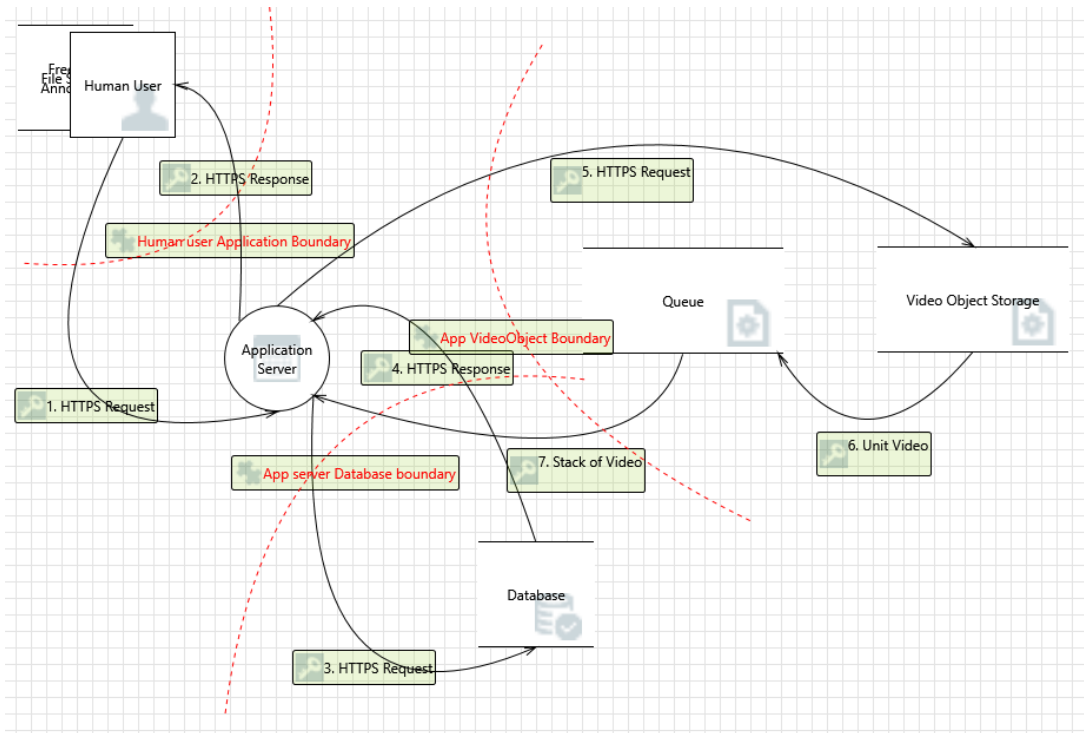 Human User
2. HTTPS Response
5. HTTPS Request
Human user Application Boundary
Queue
Video Object Storage
App VideoObject Boundary
Application
Server
4. HTTPS Response
1. HTTPS Request
6. Unit Video
7. Stack of Video
App server Database boundary
Database
3. HTTPS Request